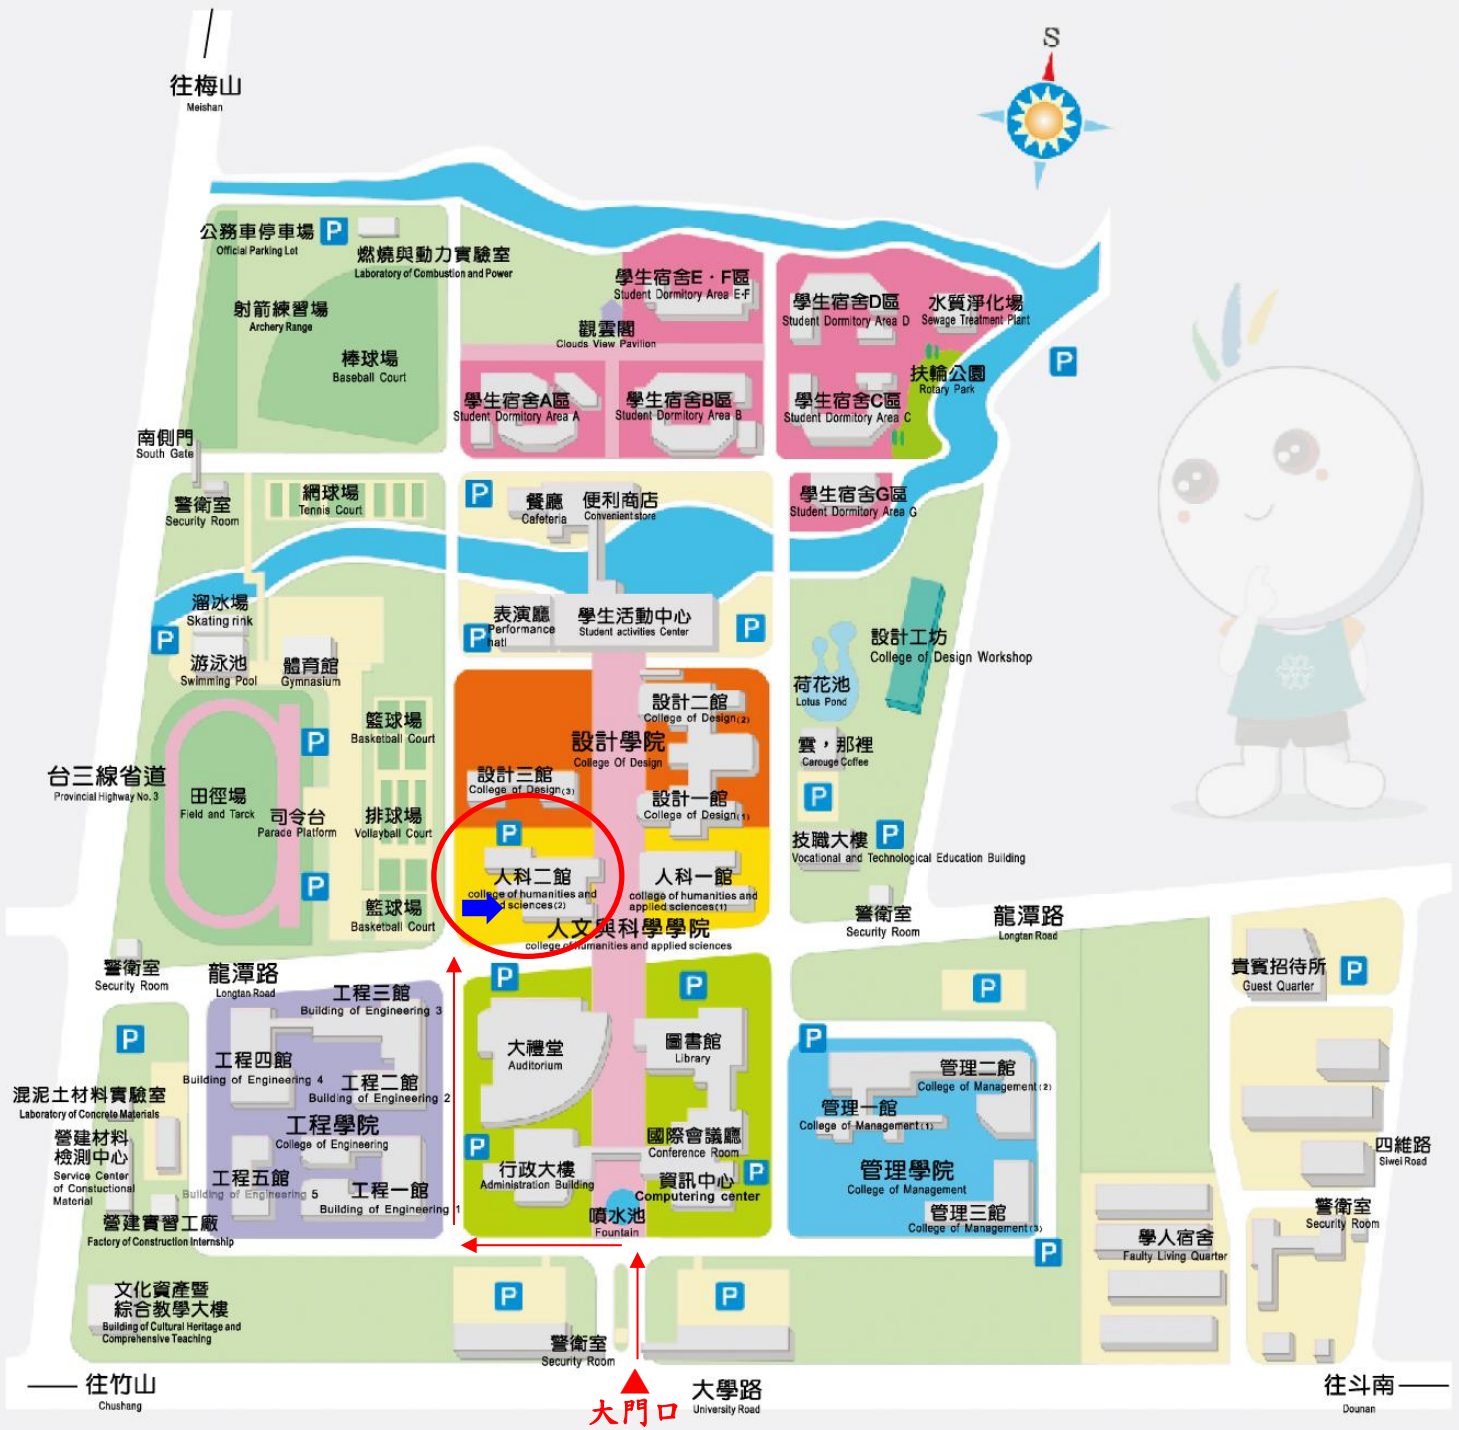 S
往梅山
Meishan
公務車停車場
Official Parking Lot
P
燃燒與動力實驗室
Laboratory of Combustion and Power
學生宿舍E・F區
Student Dormitory Area E-F
學生宿舍D區
Student Dormitory Area D
水質淨化場
Sewage Treatment Plant
射箭練習場
Archery Range
觀雲閣
Clouds View Pavilion
棒球場
Baseball Court
P
扶輪公園
Rotary Park
學生宿舍A區
Student Dormitory Area A
學生宿舍B區
Student Dormitory Area B
學生宿舍C區
Student Dormitory Area C
南側門
South Gate
警衛室
Security Room
網球場
Tennis Court
P
餐廳
Cafeteria
便利商店
Convenient store
學生宿舍G區
Student Dormitory Area G
溜冰場
Skating rink
P
表演廳
Performance
hatl
P
學生活動中心
Student activities Center
P
設計工坊
College of Design Workshop
游泳池
Swimming Pool
體育館
Gymnasium
荷花池
Lotus Pond
籃球場
Basketball Court
P
設計二館
College of Design(2)
設計學院
College Of Design
雲，那裡
Carouge Coffee
台三線省道
Provincial Highway No. 3
田徑場
Field and Tarck
司令台
Parade Platform
排球場
Vollayball Court
設計三館
College of Design(3)
設計一館
College of Design(1)
P
P
技職大樓
P
Vocational and Technological Education Building
P
人科二館
college of humanities and
d sciences(2)
人科一館
college of humanities and
applied sciences(1)
籃球場
Basketball Court
人文與科學學院
college of humanities and applied sciences
警衛室
Security Room
龍潭路
Longtan Road
警衛室
Security Room
龍潭路
Longtan Road
工程三館
Building of Engineering 3
P
P
P
貴賓招待所
Guest Quarter
P
P
工程四館
Building of Engineering 4
大禮堂
Auditorium
圖書館
Library
P
管理二館
College of Management(2)
混泥土材料實驗室
Laboratory of Concrete Materials
工程二館
Building of Engineering 2
管理一館
College of Management(1)
工程學院
College of Engineering
營建材料
檢測中心
Service Center
of Constuctional
Material
P
國際會議廳
Conference Room
四維路
Siwei Road
工程五館
Building of Engineering 5
工程一館
Building of Engineering 1
行政大樓
Administration Building
資訊中心
P
Computering center
管理學院
College of Management
營建實習工廠
Factory of Construction Internship
噴水池
Fountain
管理三館
College of Management(3)
警衛室
Security Room
學人宿舍
Faulty Living Quarter
P
文化資產暨
綜合教學大樓
Building of Cultural Heritage and
Comprehensive Teaching
P
P
警衛室
Security Room
往竹山
Chushang
大門口
大學路
University Road
往斗南
Dounan